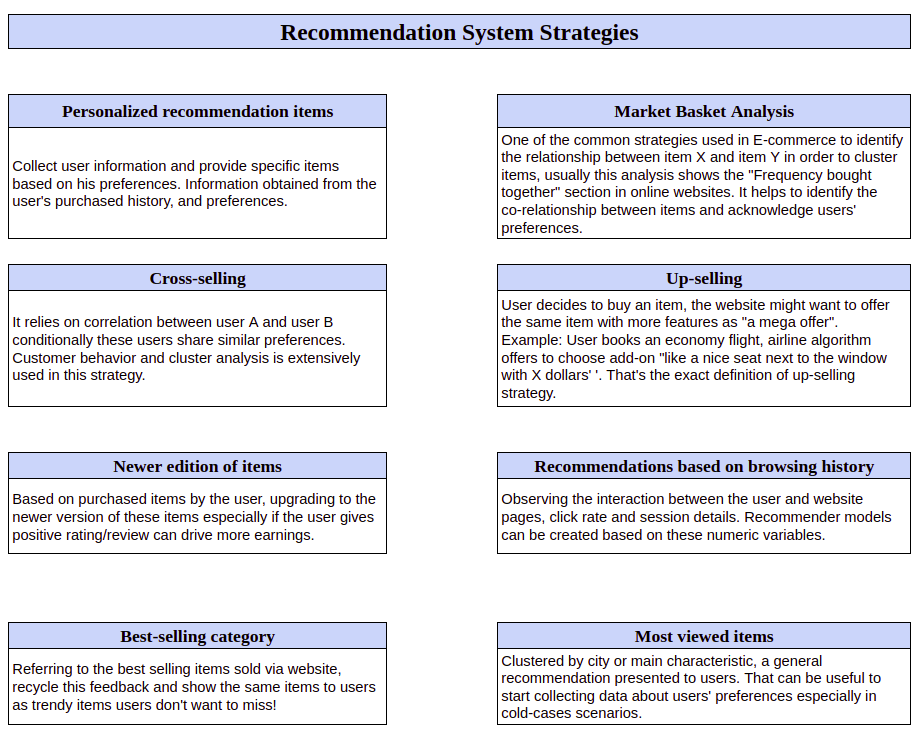 Recommendation System Strategies
Personalized recommendation items
Collect user information and provide specific items
based on his preferences. Information obtained from the
user's purchased history, and preferences.
Market Basket Analysis
One of the common strategies used in E-commerce to identify
the relationship between item X and item Y in order to cluster
items, usually this analysis shows the "Frequency bought
together" section in online websites. It helps to identify the
co-relationship between items and acknowledge users'
preferences.
Cross-selling
It relies on correlation between user A and user B
conditionally these users share similar preferences.
Customer behavior and cluster analysis is extensively
used in this strategy.
Up-selling
User decides to buy an item, the website might want to offer
the same item with more features as "a mega offer".
Example: User books an economy flight, airline algorithm
offers to choose add-on "like a nice seat next to the window
with X dollars' '. That's the exact definition of up-selling
strategy.
Newer edition of items
Based on purchased items by the user, upgrading to the
newer version of these items especially if the user gives
positive rating/review can drive more earnings.
Recommendations based on browsing history
Observing the interaction between the user and website
pages, click rate and session details. Recommender models
can be created based on these numeric variables.
Best-selling category
Referring to the best selling items sold via website,
recycle this feedback and show the same items to users
as trendy items users don't want to miss!
Most viewed items
Clustered by city or main characteristic, a general
recommendation presented to users. That can be useful to
start collecting data about users' preferences especially in
cold-cases scenarios.